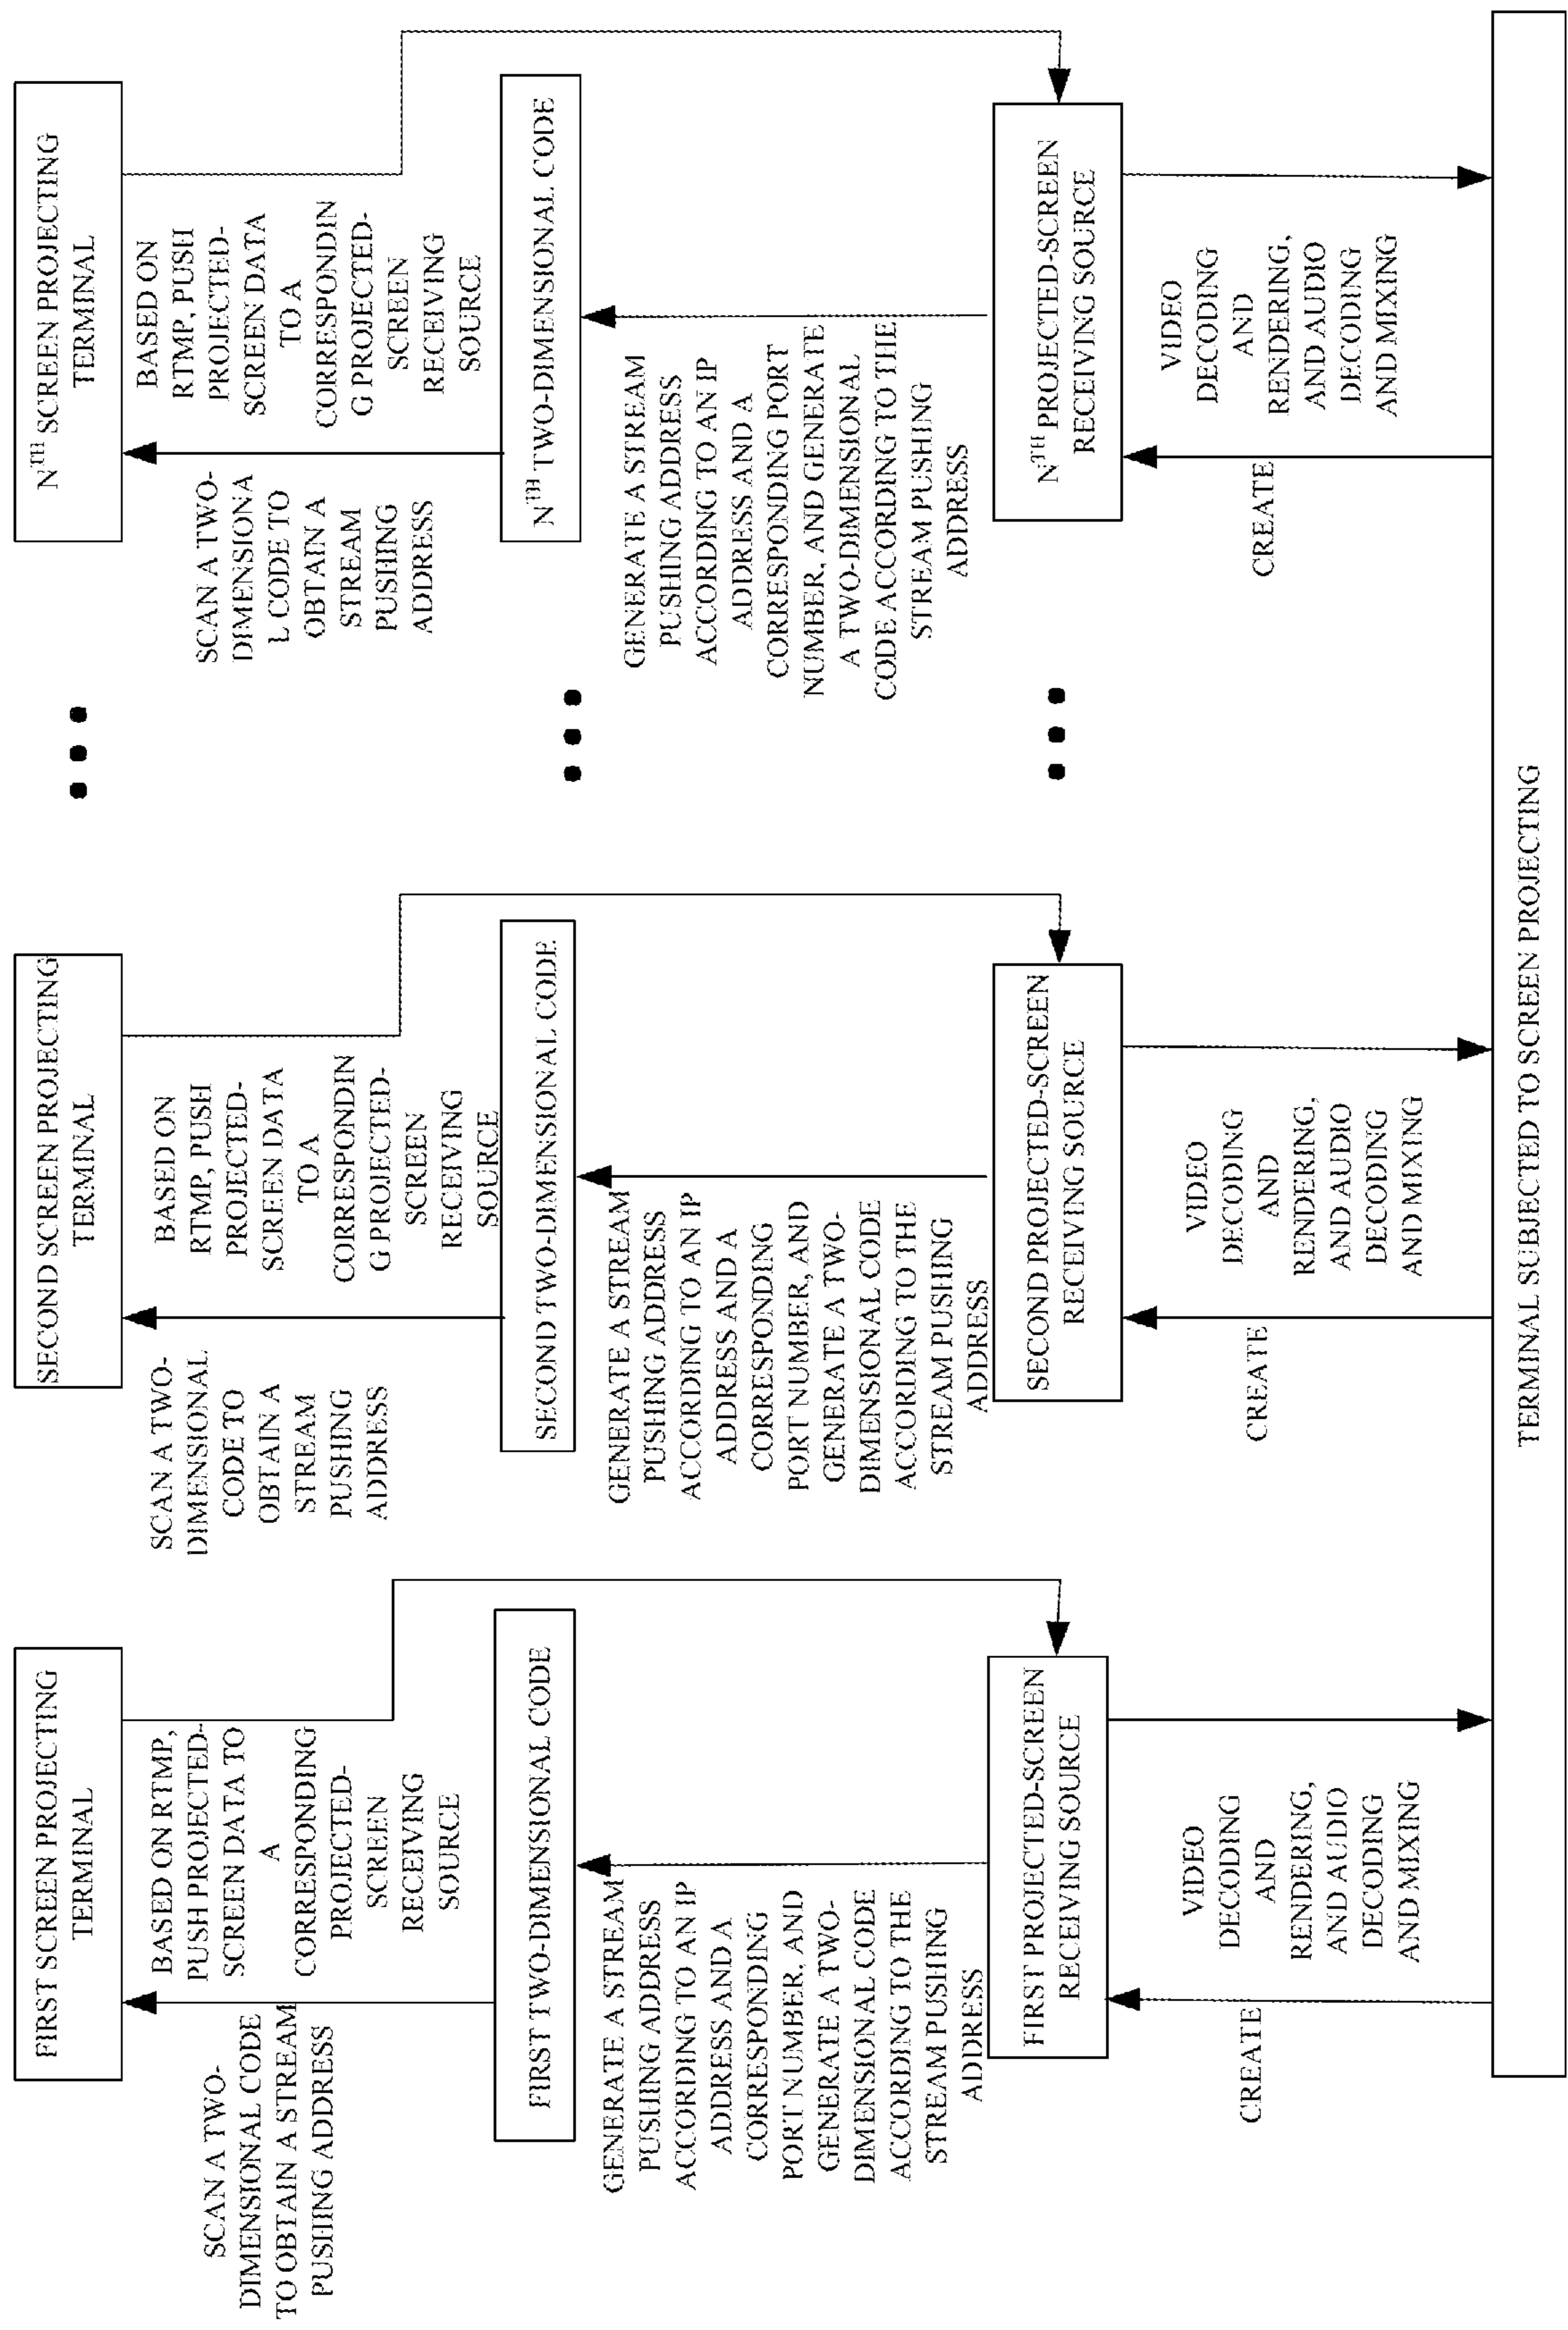 FIRST SCREEN PROJECTING
TERMINAL
SCAN A TWO-
DIMENSIONAL CODE
TO OBTAIN A STREAM
PUSHING ADDRESS
BASED ON RTMP,
PUSH PROJECTED-
SCREEN DATA TO
A
CORRESPONDING
PROJECTED-
SCREEN
RECEIVING
SOURCE
FIRST TWO-DIMENSIONAL CODE
GENERATE A STREAM
PUSHING ADDRESS
ACCORDING TO AN IP
ADDRESS AND A
CORRESPONDING
PORT NUMBER, AND
GENERATE A TWO-
DIMENSIONAL CODE
ACCORDING TO THE
STREAM PUSHING
ADDRESS
FIRST PROJECTED-SCREEN
RECEIVING SOURCE
CREATE
VIDEO
DECODING
AND
RENDERING,
AND AUDIO
DECODING
AND MIXING
SECOND SCREEN PROJECTING
TERMINAL
SCAN A TWO-
DIMENSIONAL
CODE TO
OBTAIN A
STREAM
PUSHING
ADDRESS
BASED ON
RTMP, PUSH
PROJECTED-
SCREEN DATA
TO A
CORRESPONDIN
G PROJECTED-
SCREEN
RECEIVING
SOURCE
SECOND TWO-DIMENSIONAL CODE
GENERATE A STREAM
PUSHING ADDRESS
ACCORDING TO AN IP
ADDRESS AND A
CORRESPONDING
PORT NUMBER, AND
GENERATE A TWO-
DIMENSIONAL CODE
ACCORDING TO THE
STREAM PUSHING
ADDRESS
SECOND PROJECTED-SCREEN
RECEIVING SOURCE
CREATE
VIDEO
DECODING
AND
RENDERING,
AND AUDIO
DECODING
AND MIXING
N^TH SCREEN PROJECTING
TERMINAL
SCAN A TWO-
DIMENSIONA
L CODE TO
OBTAIN A
STREAM
PUSHING
ADDRESS
BASED ON
RTMP, PUSH
PROJECTED-
SCREEN DATA
TO A
CORRESPONDIN
G PROJECTED-
SCREEN
RECEIVING
SOURCE
N^TH TWO-DIMENSIONAL CODE
GENERATE A STREAM
PUSHING ADDRESS
ACCORDING TO AN IP
ADDRESS AND A
CORRESPONDING PORT
NUMBER, AND GENERATE
A TWO-DIMENSIONAL
CODE ACCORDING TO THE
STREAM PUSHING
ADDRESS
N^TH PROJECTED-SCREEN
RECEIVING SOURCE
CREATE
VIDEO
DECODING
AND
RENDERING,
AND AUDIO
DECODING
AND MIXING
TERMINAL SUBJECTED TO SCREEN PROJECTING